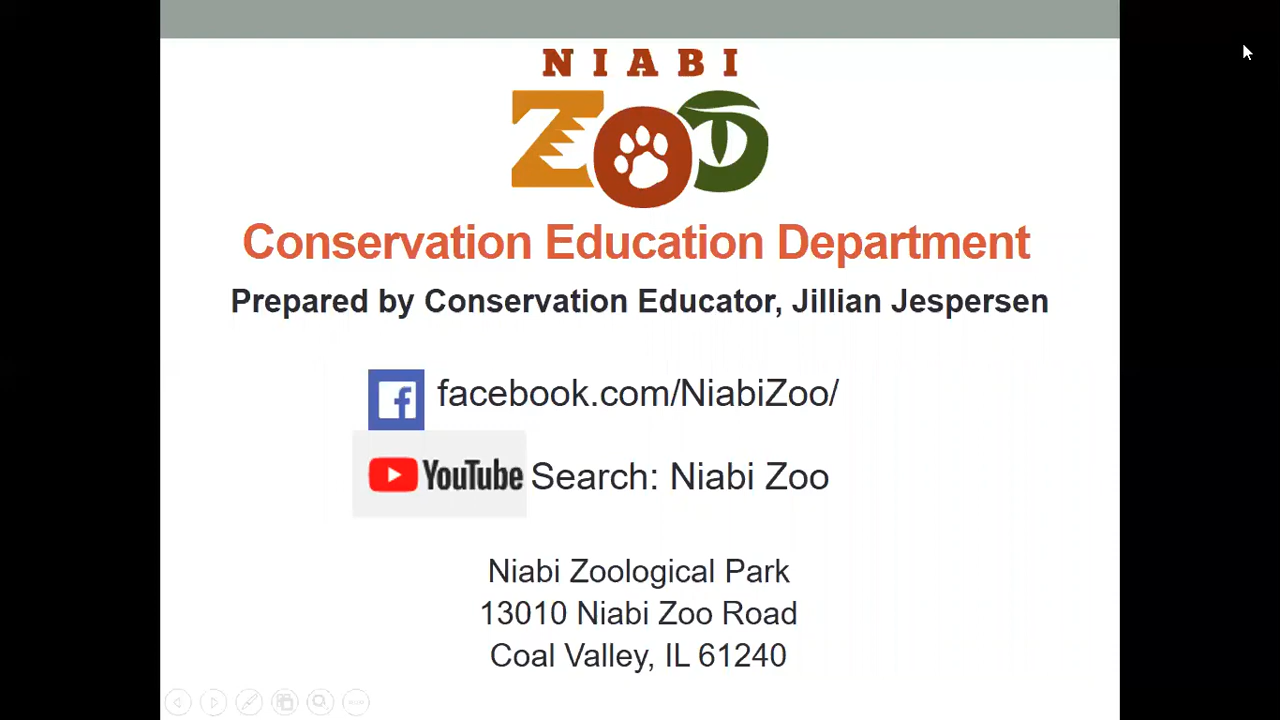 NIABI
ZOO
Conservation Education Department
Prepared by Conservation Educator, Jillian Jespersen
facebook.com/NiabiZoo/
YouTube Search: Niabi Zoo
Niabi Zoological Park
13010 Niabi Zoo Road
Coal Valley, IL 61240